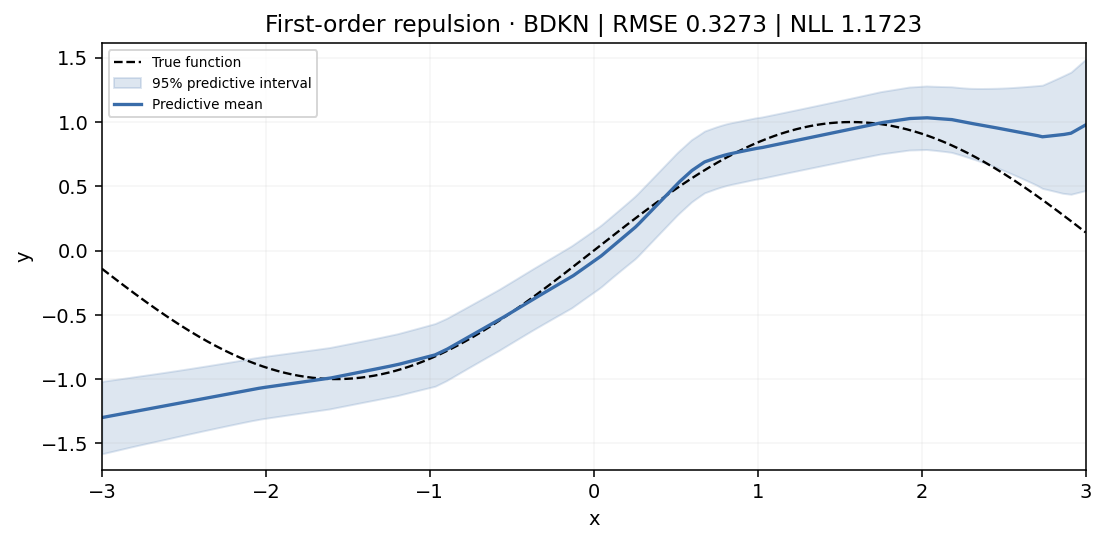 First-order repulsion · BDKN | RMSE 0.3273 | NLL 1.1723
True function
95% predictive interval
Predictive mean
1.5
1.0
0.5
0.0
−0.5
−1.0
−1.5
y
−3
−2
−1
0
1
2
3
x